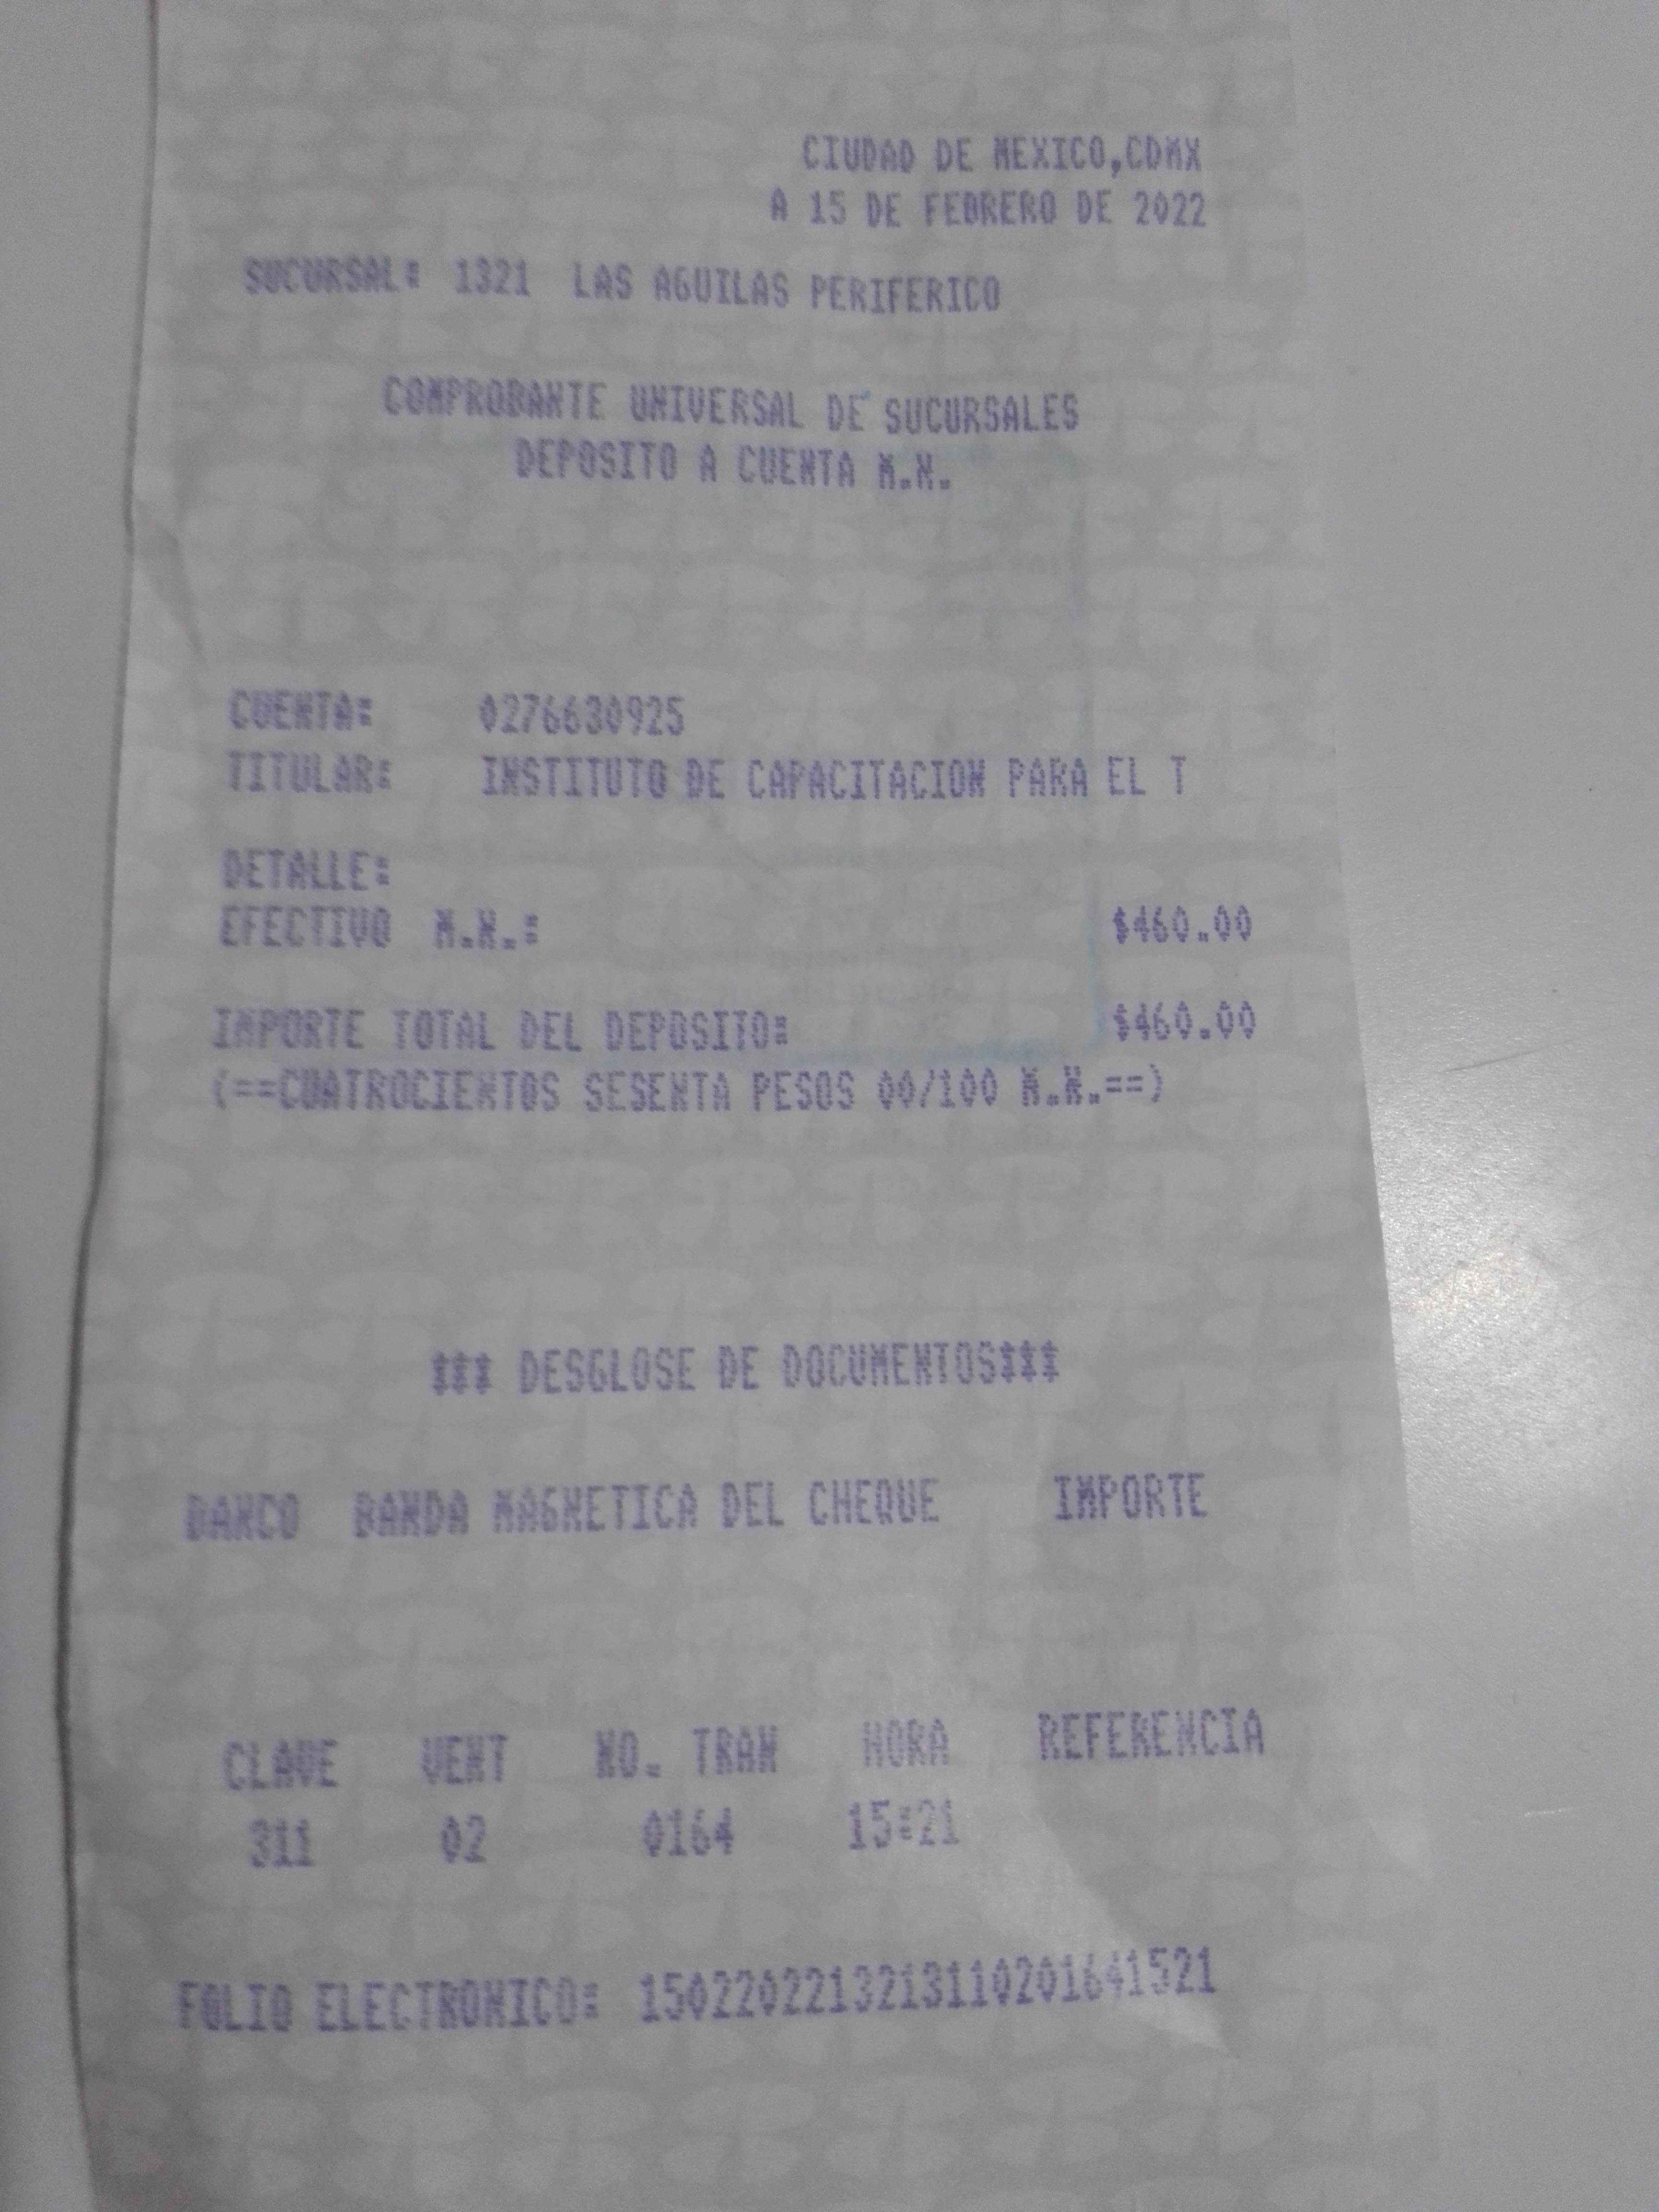 CIUDAD DE MEXICO,CDMX
A 15 DE FEBRERO DE 2022
SUCURSAL: 1321 LAS AGUILAS PERIFERICO
COMPROBANTE UNIVERSAL DE SUCURSALES
DEPOSITO A CUENTA M.N.
CUENTA: 0276630925
TITULAR: INSTITUTO DE CAPACITACION PARA EL T
DETALLE:
EFECTIVO M.N.: $460.00
IMPORTE TOTAL DEL DEPOSITO: $460.00
(==CUATROCIENTOS SESENTA PESOS 00/100 M.N.==)
*** DESGLOSE DE DOCUMENTOS***
BANCO BANDA MAGNETICA DEL CHEQUE IMPORTE
CLAVE VENT NO. TRAN HORA REFERENCIA
311 02 0164 15:21
FOLIO ELECTRONICO: 1502202213213110201641521